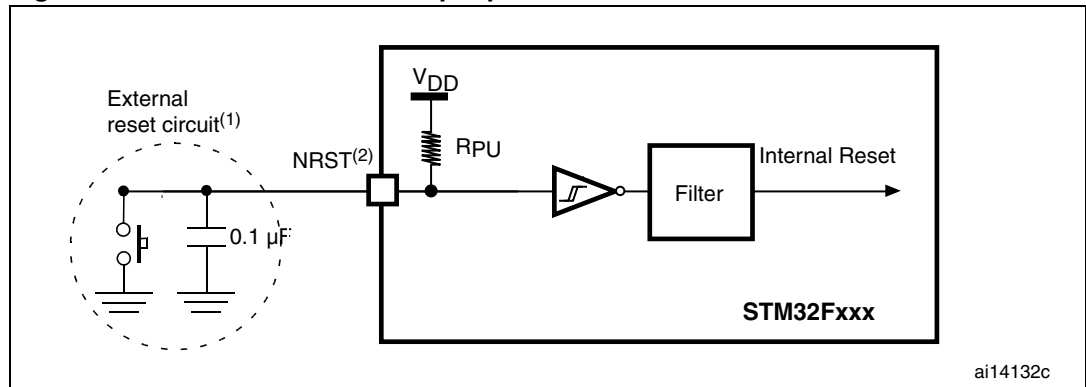 External
reset circuit(1)
VDD
RPU
NRST(2)
Internal Reset
Filter
0.1 µF
STM32Fxxx
ai14132c